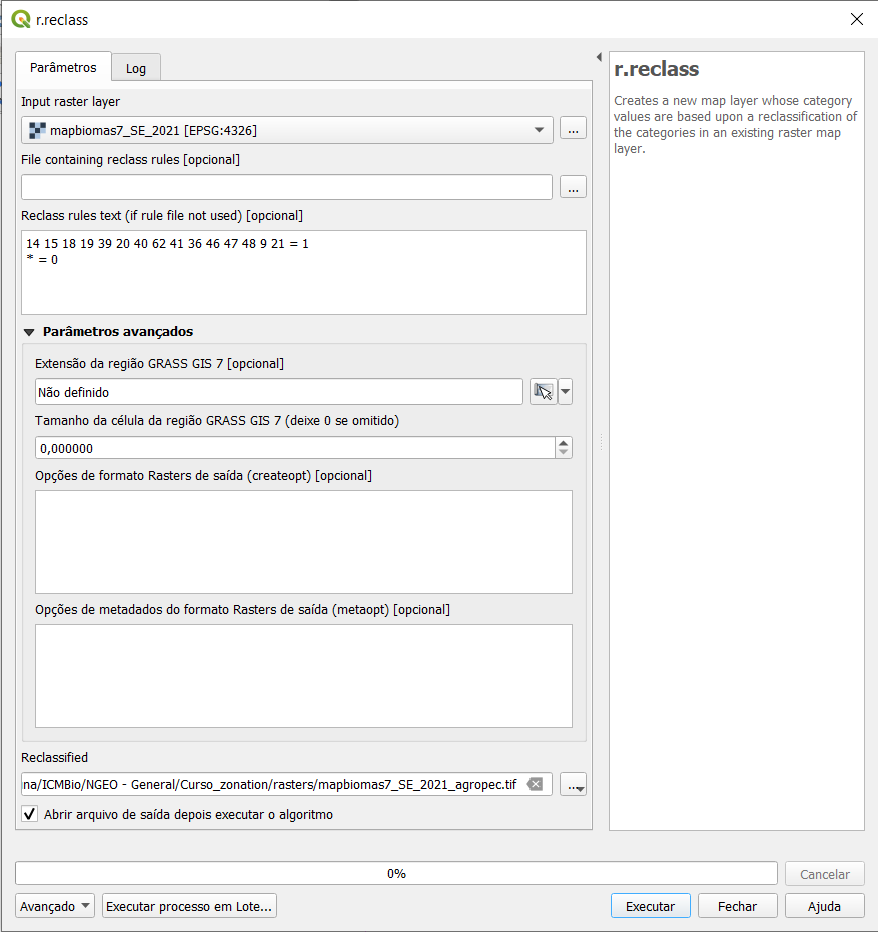 r.reclass
Parâmetros
Log
Input raster layer
mapbiomas7_SE_2021 [EPSG:4326]
...
File containing reclass rules [optional]
...
Reclass rules text (if rule file not used) [opcional]
14 15 18 19 39 20 40 62 41 36 46 47 48 9 21 = 1
* = 0
Parâmetros avançados
Extensão da região GRASS GIS 7 [opcional]
Não definido
Tamanho da célula da região GRASS GIS 7 (deixe 0 se omitido)
0,000000
Opções de formato Rasters de saída (createopt) [opcional]
Opções de metadados do formato Rasters de saída (metaopt) [opcional]
Reclassified
na/ICMBio/NGEO - General/Curso_zonation/rasters/mapbiomas7_SE_2021_agropec.tif
...
Abrir arquivo de saída depois executar o algoritmo
r.reclass
Creates a new map layer whose category
values are based upon a reclassification of
the categories in an existing raster map
layer.
0%
Cancelar
Avançado
Executar processo em Lote...
Executar
Fechar
Ajuda